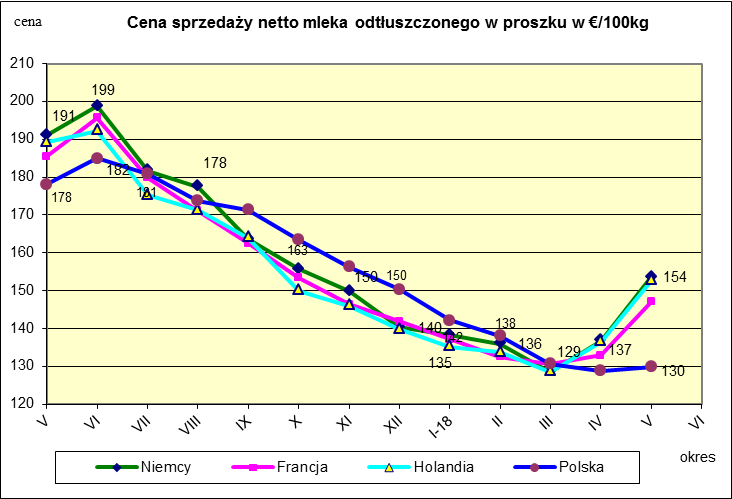 cena
Cena sprzedaży netto mleka odtłuszczonego w proszku w €/100kg
210
200
190
180
170
160
150
140
130
120
191
199
178
182
181
178
163
150
150
140
142
135
138
136
129
137
154
130
V
VI
VII
VIII
IX
X
XI
XII
I-18
II
III
IV
V
VI
okres
Niemcy Francja Holandia Polska